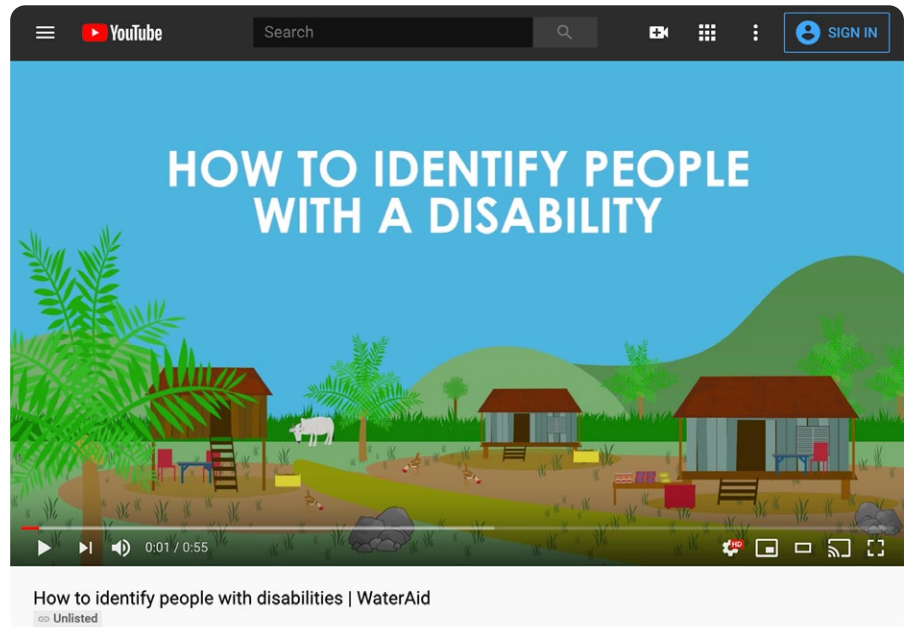 YouTube
Search
SIGN IN
HOW TO IDENTIFY PEOPLE
WITH A DISABILITY
0:01 / 0:55
HD
How to identify people with disabilities | WaterAid
Unlisted